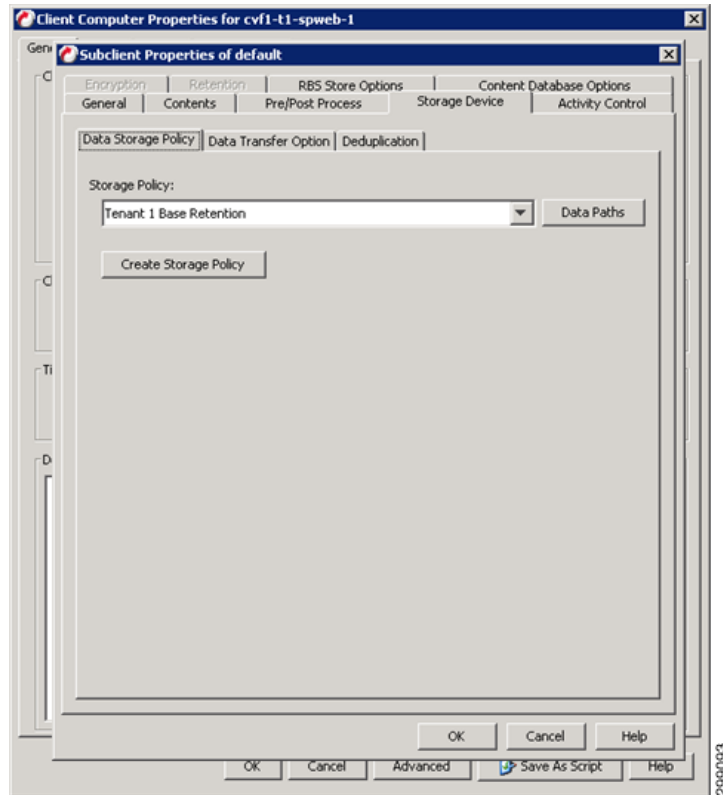 Client Computer Properties for cvf1-t1-spweb-1
Gen
Subclient Properties of default
Encryption Retention RBS Store Options Content Database Options
General Contents Pre/Post Process Storage Device Activity Control
Data Storage Policy Data Transfer Option Deduplication
Storage Policy:
Tenant 1 Base Retention Data Paths
Create Storage Policy
C
C
Ti
D
OK Cancel Help
OK Cancel Advanced Save As Script Help
299093